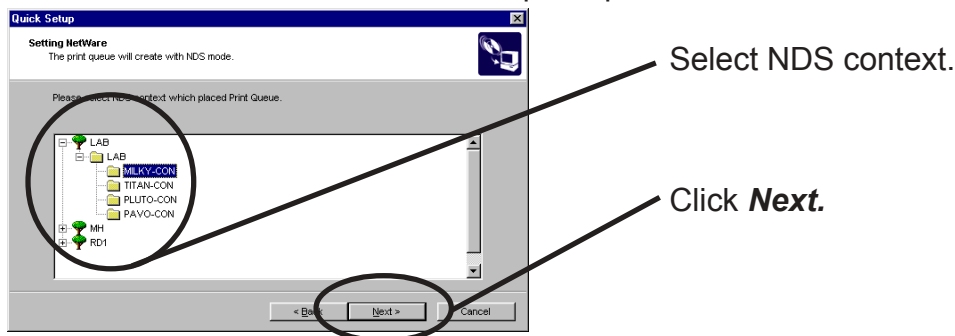 Quick Setup
Setting NetWare
The print queue will create with NDS mode.
Select NDS context.
Please select NDS context which placed Print Queue.
LAB
LAB
MILKY-CON
TITAN-CON
PLUTO-CON
PAVO-CON
MH
RD1
Click Next.
< Back
Next >
Cancel